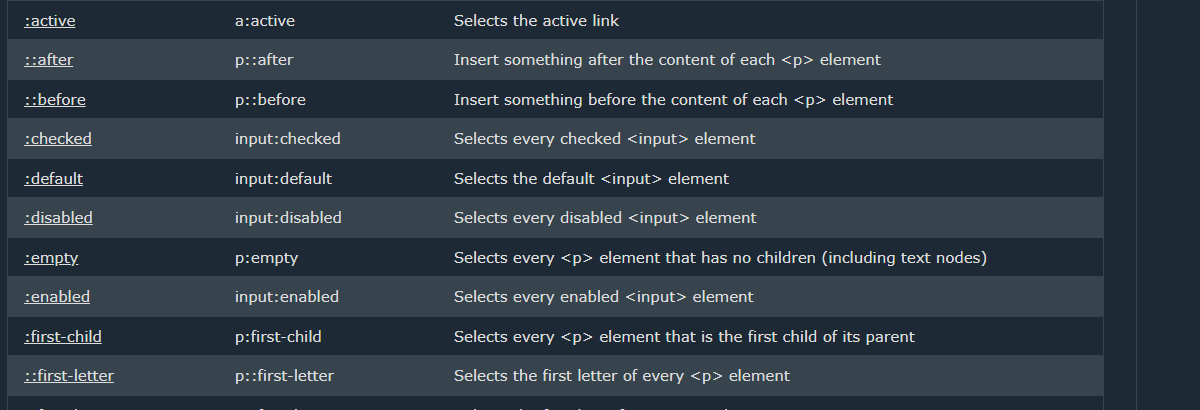 :active a:active Selects the active link
::after p::after Insert something after the content of each <p> element
::before p::before Insert something before the content of each <p> element
:checked input:checked Selects every checked <input> element
:default input:default Selects the default <input> element
:disabled input:disabled Selects every disabled <input> element
:empty p:empty Selects every <p> element that has no children (including text nodes)
:enabled input:enabled Selects every enabled <input> element
:first-child p:first-child Selects every <p> element that is the first child of its parent
::first-letter p::first-letter Selects the first letter of every <p> element